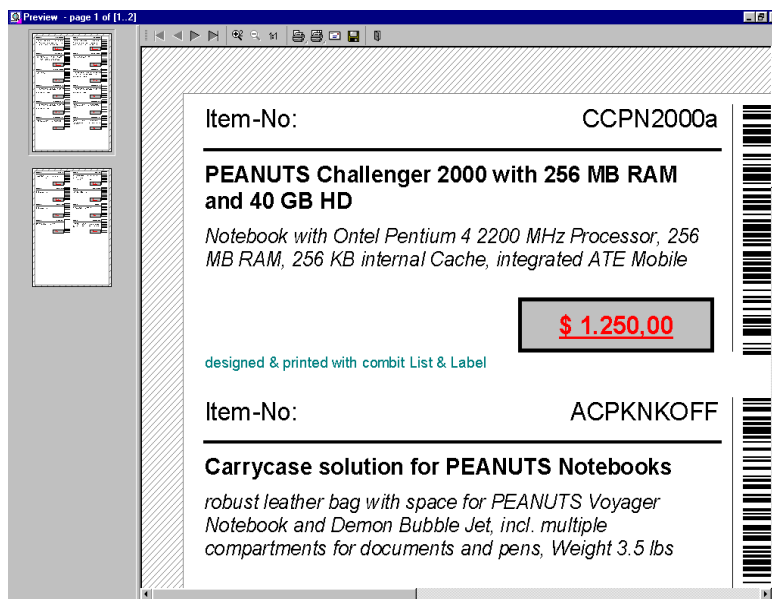 Preview - page 1 of [1..2]
Item-No: CCPN2000a
PEANUTS Challenger 2000 with 256 MB RAM
and 40 GB HD
Notebook with Ontel Pentium 4 2200 MHz Processor, 256
MB RAM, 256 KB internal Cache, integrated ATE Mobile
$ 1.250,00
designed & printed with combit List & Label
Item-No: ACPKNKOFF
Carrycase solution for PEANUTS Notebooks
robust leather bag with space for PEANUTS Voyager
Notebook and Demon Bubble Jet, incl. multiple
compartments for documents and pens, Weight 3.5 lbs